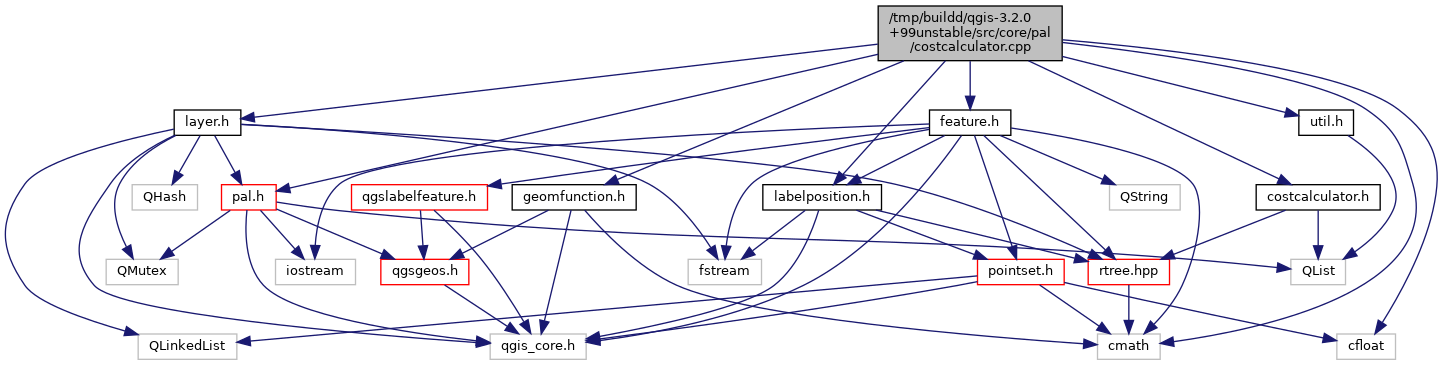 /tmp/buildd/qgis-3.2.0
+99unstable/src/core/pal
/costcalculator.cpp
layer.h
feature.h
util.h
QHash
pal.h
qgslabelfeature.h
geomfunction.h
labelposition.h
QString
costcalculator.h
QMutex
iostream
qgsgeos.h
fstream
pointset.h
rtree.hpp
QList
QLinkedList
qgis_core.h
cmath
cfloat